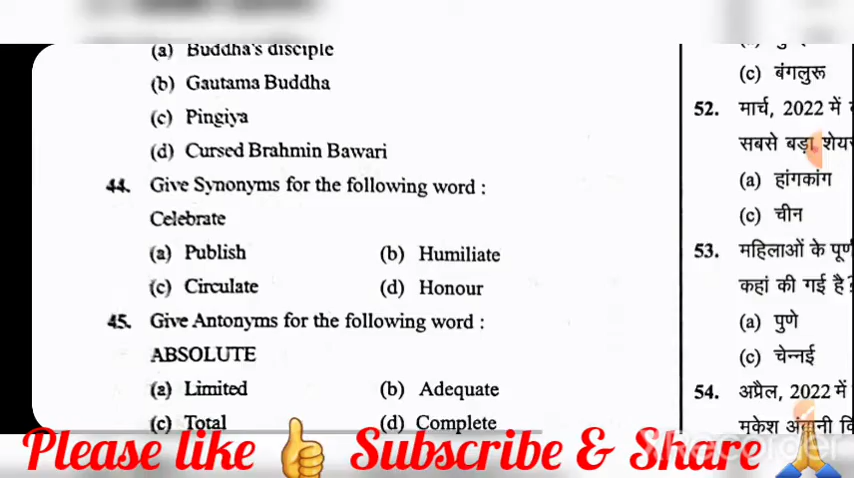 (a) Buddha's disciple
(b) Gautama Buddha
(c) Pingiya
(d) Cursed Brahmin Bawari
44. Give Synonyms for the following word :
Celebrate
(a) Publish (b) Humiliate
(c) Circulate (d) Honour
45. Give Antonyms for the following word :
ABSOLUTE
(a) Limited (b) Adequate
(c) Total (d) Complete
(c) बंगलुरू
52. मार्च, 2022 में
सबसे बड़ा शेयर
(a) हांगकांग
(c) चीन
53. महिलाओं के पूर्ण
कहां की गई है?
(a) पुणे
(c) चेन्नई
54. अप्रैल, 2022 में
मुकेश अंबानी
Please like Subscribe & Share
XRecorder